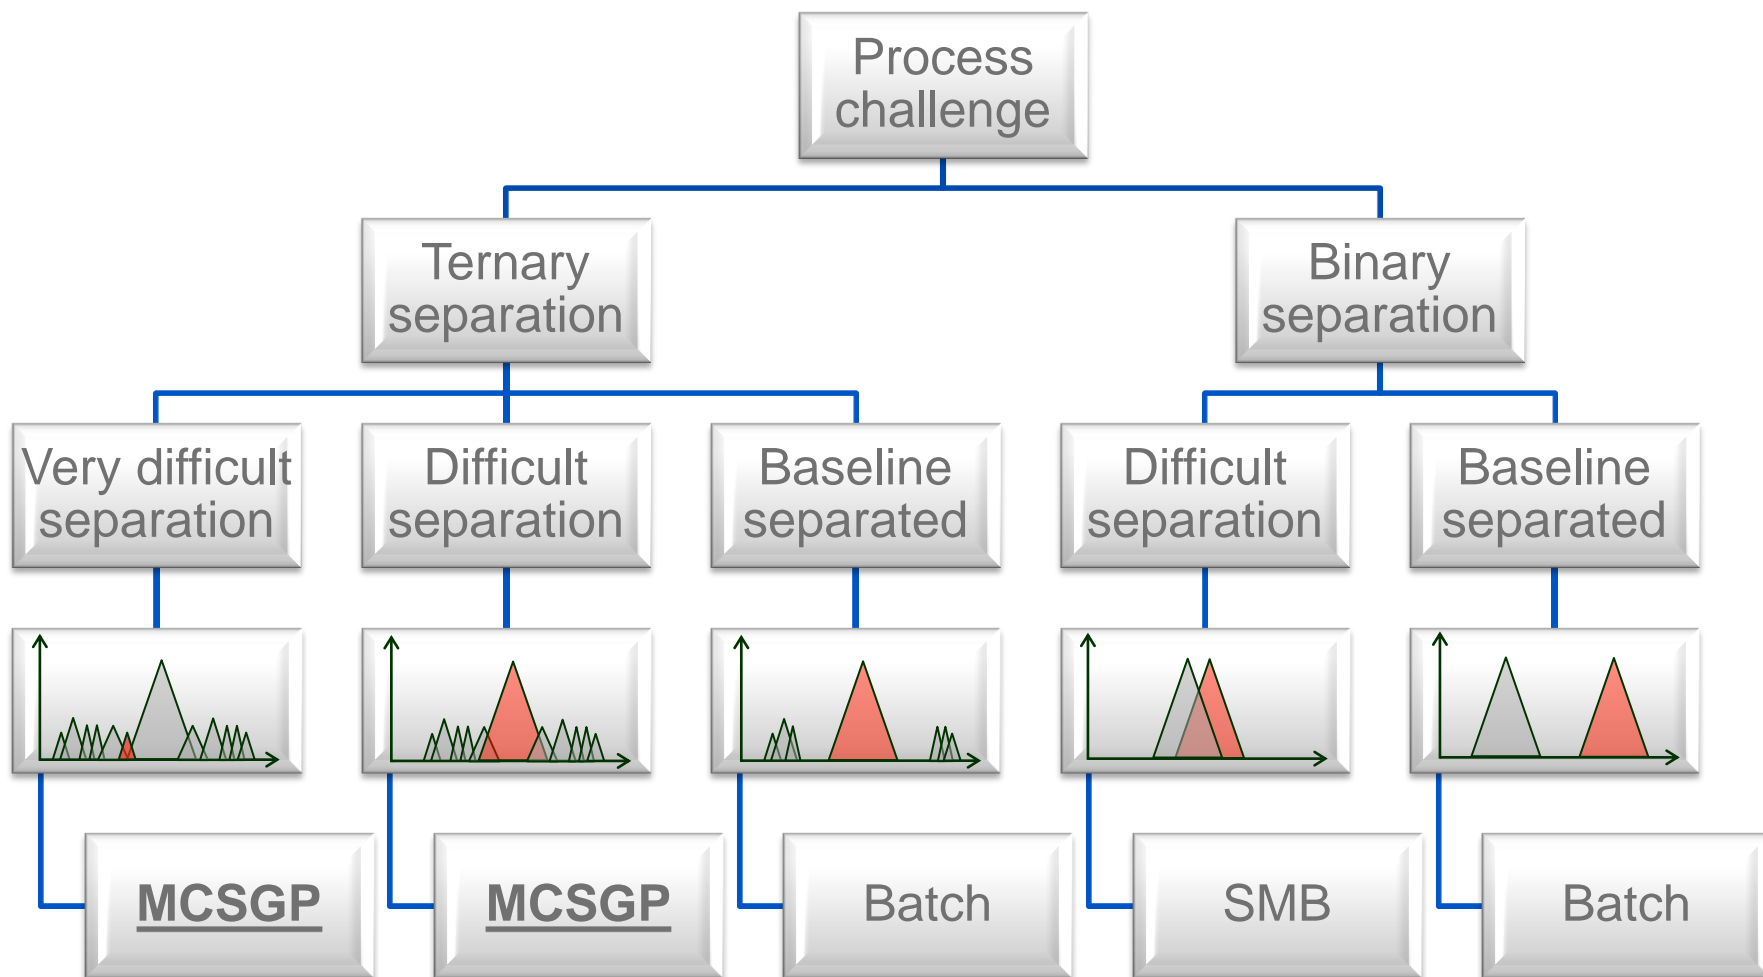 Process
challenge
Ternary
separation
Binary
separation
Very difficult
separation
Difficult
separation
Baseline
separated
Difficult
separation
Baseline
separated
MCSGP
MCSGP
Batch
SMB
Batch